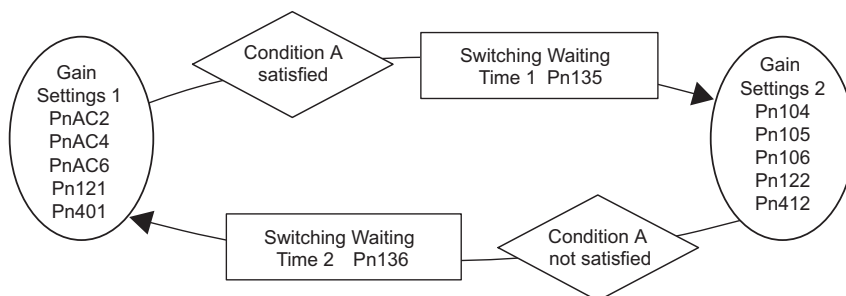 Gain
Settings 1
PnAC2
PnAC4
PnAC6
Pn121
Pn401
Condition A
satisfied
Switching Waiting
Time 1 Pn135
Gain
Settings 2
Pn104
Pn105
Pn106
Pn122
Pn412
Condition A
not satisfied
Switching Waiting
Time 2 Pn136